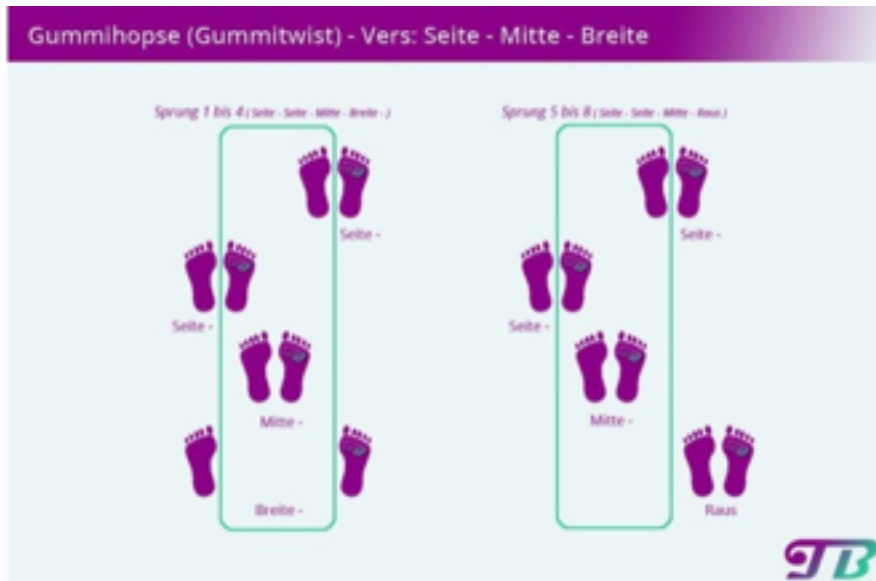 Gummihopse (Gummitwist) - Vers: Seite - Mitte - Breite
Sprung 1 bis 4 ( Seite - Seite - Mitte - Breite - )
Seite -
Seite -
Mitte -
Breite -
Sprung 5 bis 8 ( Seite - Seite - Mitte - Raus )
Seite -
Seite -
Mitte -
Raus
TB